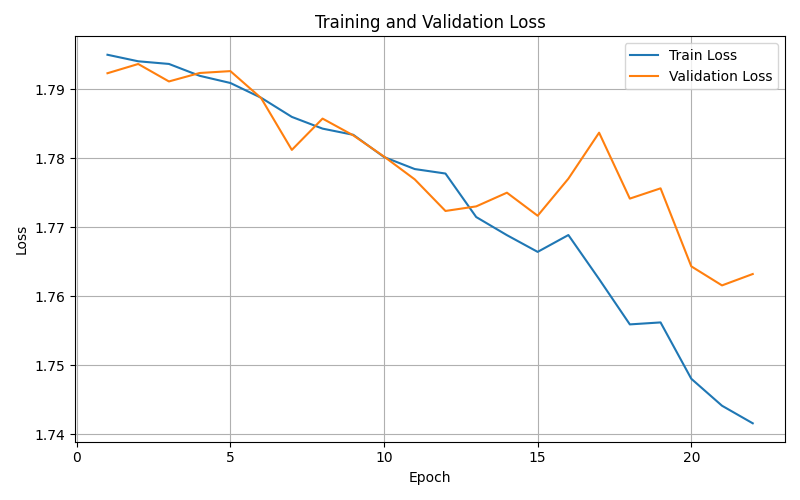 Training and Validation Loss
Train Loss
Validation Loss
1.79
1.78
1.77
1.76
1.75
1.74
Loss
0 5 10 15 20
Epoch